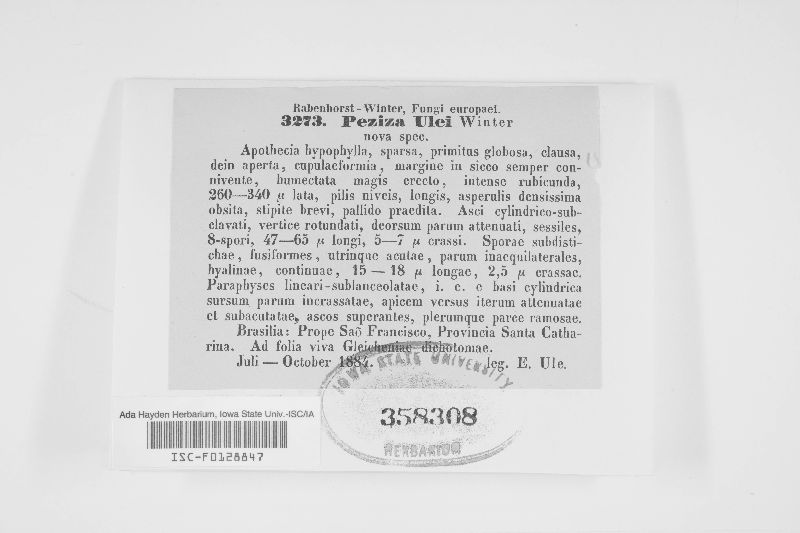 Rabenhorst-Winter, Fungi europaei.
3273. Peziza Ulei Winter
nova spec.
Apothecia hypophylla, sparsa, primitus globosa, clausa,
dein aperta, cupulaeformia, margine in sicco semper con-
nivente, humectata magis erecto, intense rubicunda,
260—340 µ lata, pilis niveis, longis, asperulis densissima
obsita, stipite brevi, pallido praedita. Asci cylindrico-sub-
clavati, vertice rotundati, deorsum parum attenuati, sessiles,
8-spori, 47—65 µ longi, 5—7 µ crassi. Sporae subdisti-
chae, fusiformes, utrinque acutae, parum inaequilaterales,
hyalinae, continuae, 15—18 µ longae, 2,5 µ crassae.
Paraphyses lineari-sublanceolatae, i. e. e basi cylindrica
sursum parum incrassatae, apicem versus iterum attenuatae
et subacutatae, ascos superantes, plerumque parce ramosae.
Brasilia: Prope Saõ Francisco, Provincia Santa Catha-
rina. Ad folia viva Gleicheniae dichotomae.
Juli—October 1884. leg. E. Ule.
IOWA STATE UNIVERSITY
358308
HERBARIUM
Ada Hayden Herbarium, Iowa State Univ.-ISC/IA
ISC-F0128847